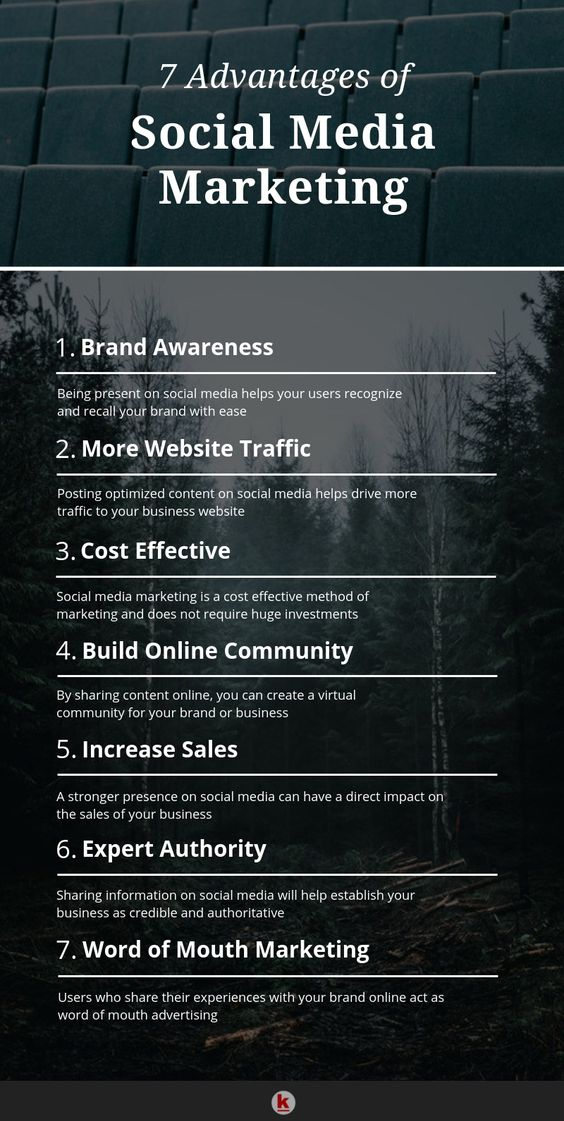 7 Advantages of
Social Media
Marketing
1. Brand Awareness
Being present on social media helps your users recognize
and recall your brand with ease
2. More Website Traffic
Posting optimized content on social media helps drive more
traffic to your business website
3. Cost Effective
Social media marketing is a cost effective method of
marketing and does not require huge investments
4. Build Online Community
By sharing content online, you can create a virtual
community for your brand or business
5. Increase Sales
A stronger presence on social media can have a direct impact on
the sales of your business
6. Expert Authority
Sharing information on social media will help establish your
business as credible and authoritative
7. Word of Mouth Marketing
Users who share their experiences with your brand online act as
word of mouth advertising
k